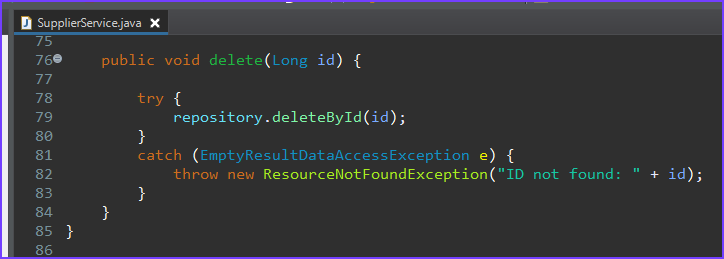 SupplierService.java
75
76 public void delete(Long id) {
77
78 try {
79 repository.deleteById(id);
80 }
81 catch (EmptyResultDataAccessException e) {
82 throw new ResourceNotFoundException("ID not found: " + id);
83 }
84 }
85 }
86